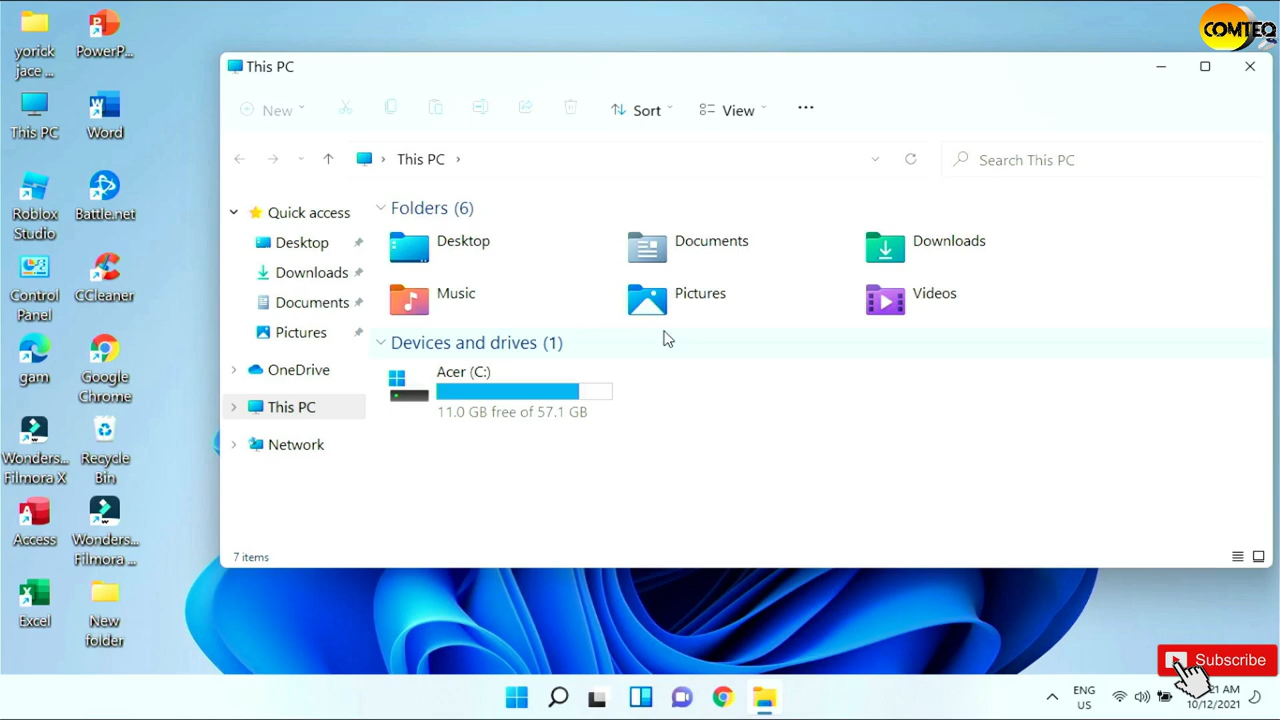 COMTEQ
yorick
jace ...
PowerP...
This PC
Word
Roblox
Studio
Battle.net
Control
Panel
CCleaner
gam
Google
Chrome
Wonders...
Filmora X
Recycle
Bin
Access
Wonders...
Filmora ...
Excel
New
folder
This PC
New
Sort
View
This PC
Search This PC
Quick access
Desktop
Downloads
Documents
Pictures
OneDrive
This PC
Network
Folders (6)
Desktop
Documents
Downloads
Music
Pictures
Videos
Devices and drives (1)
Acer (C:)
11.0 GB free of 57.1 GB
7 items
Subscribe
ENG
US
21 AM
10/12/2021